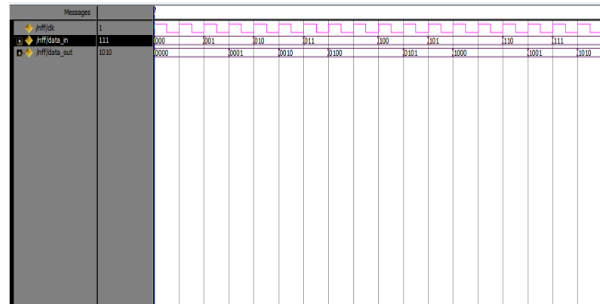 Messages
/nff/clk 1
/nff/data_in 111 000 001 010 011 100 101 110 111
/nff/data_out 1010 0000 0001 0010 0100 0101 1000 1001 1010